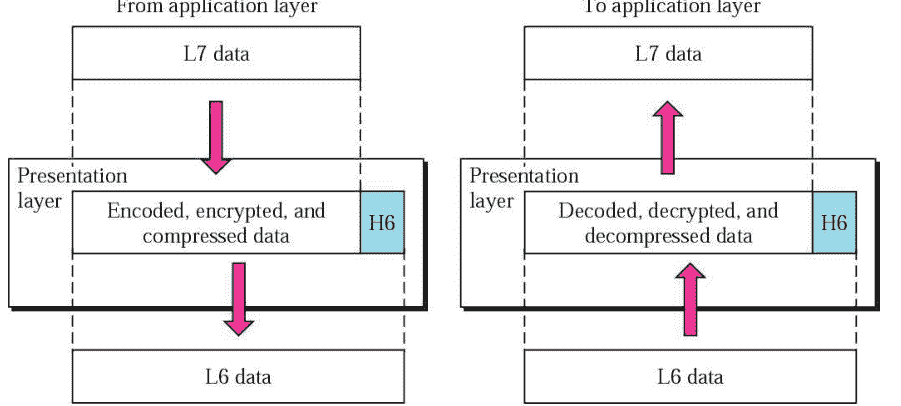 From application layer
L7 data
Presentation
layer
Encoded, encrypted, and
compressed data
H6
L6 data
To application layer
L7 data
Presentation
layer
Decoded, decrypted, and
decompressed data
H6
L6 data